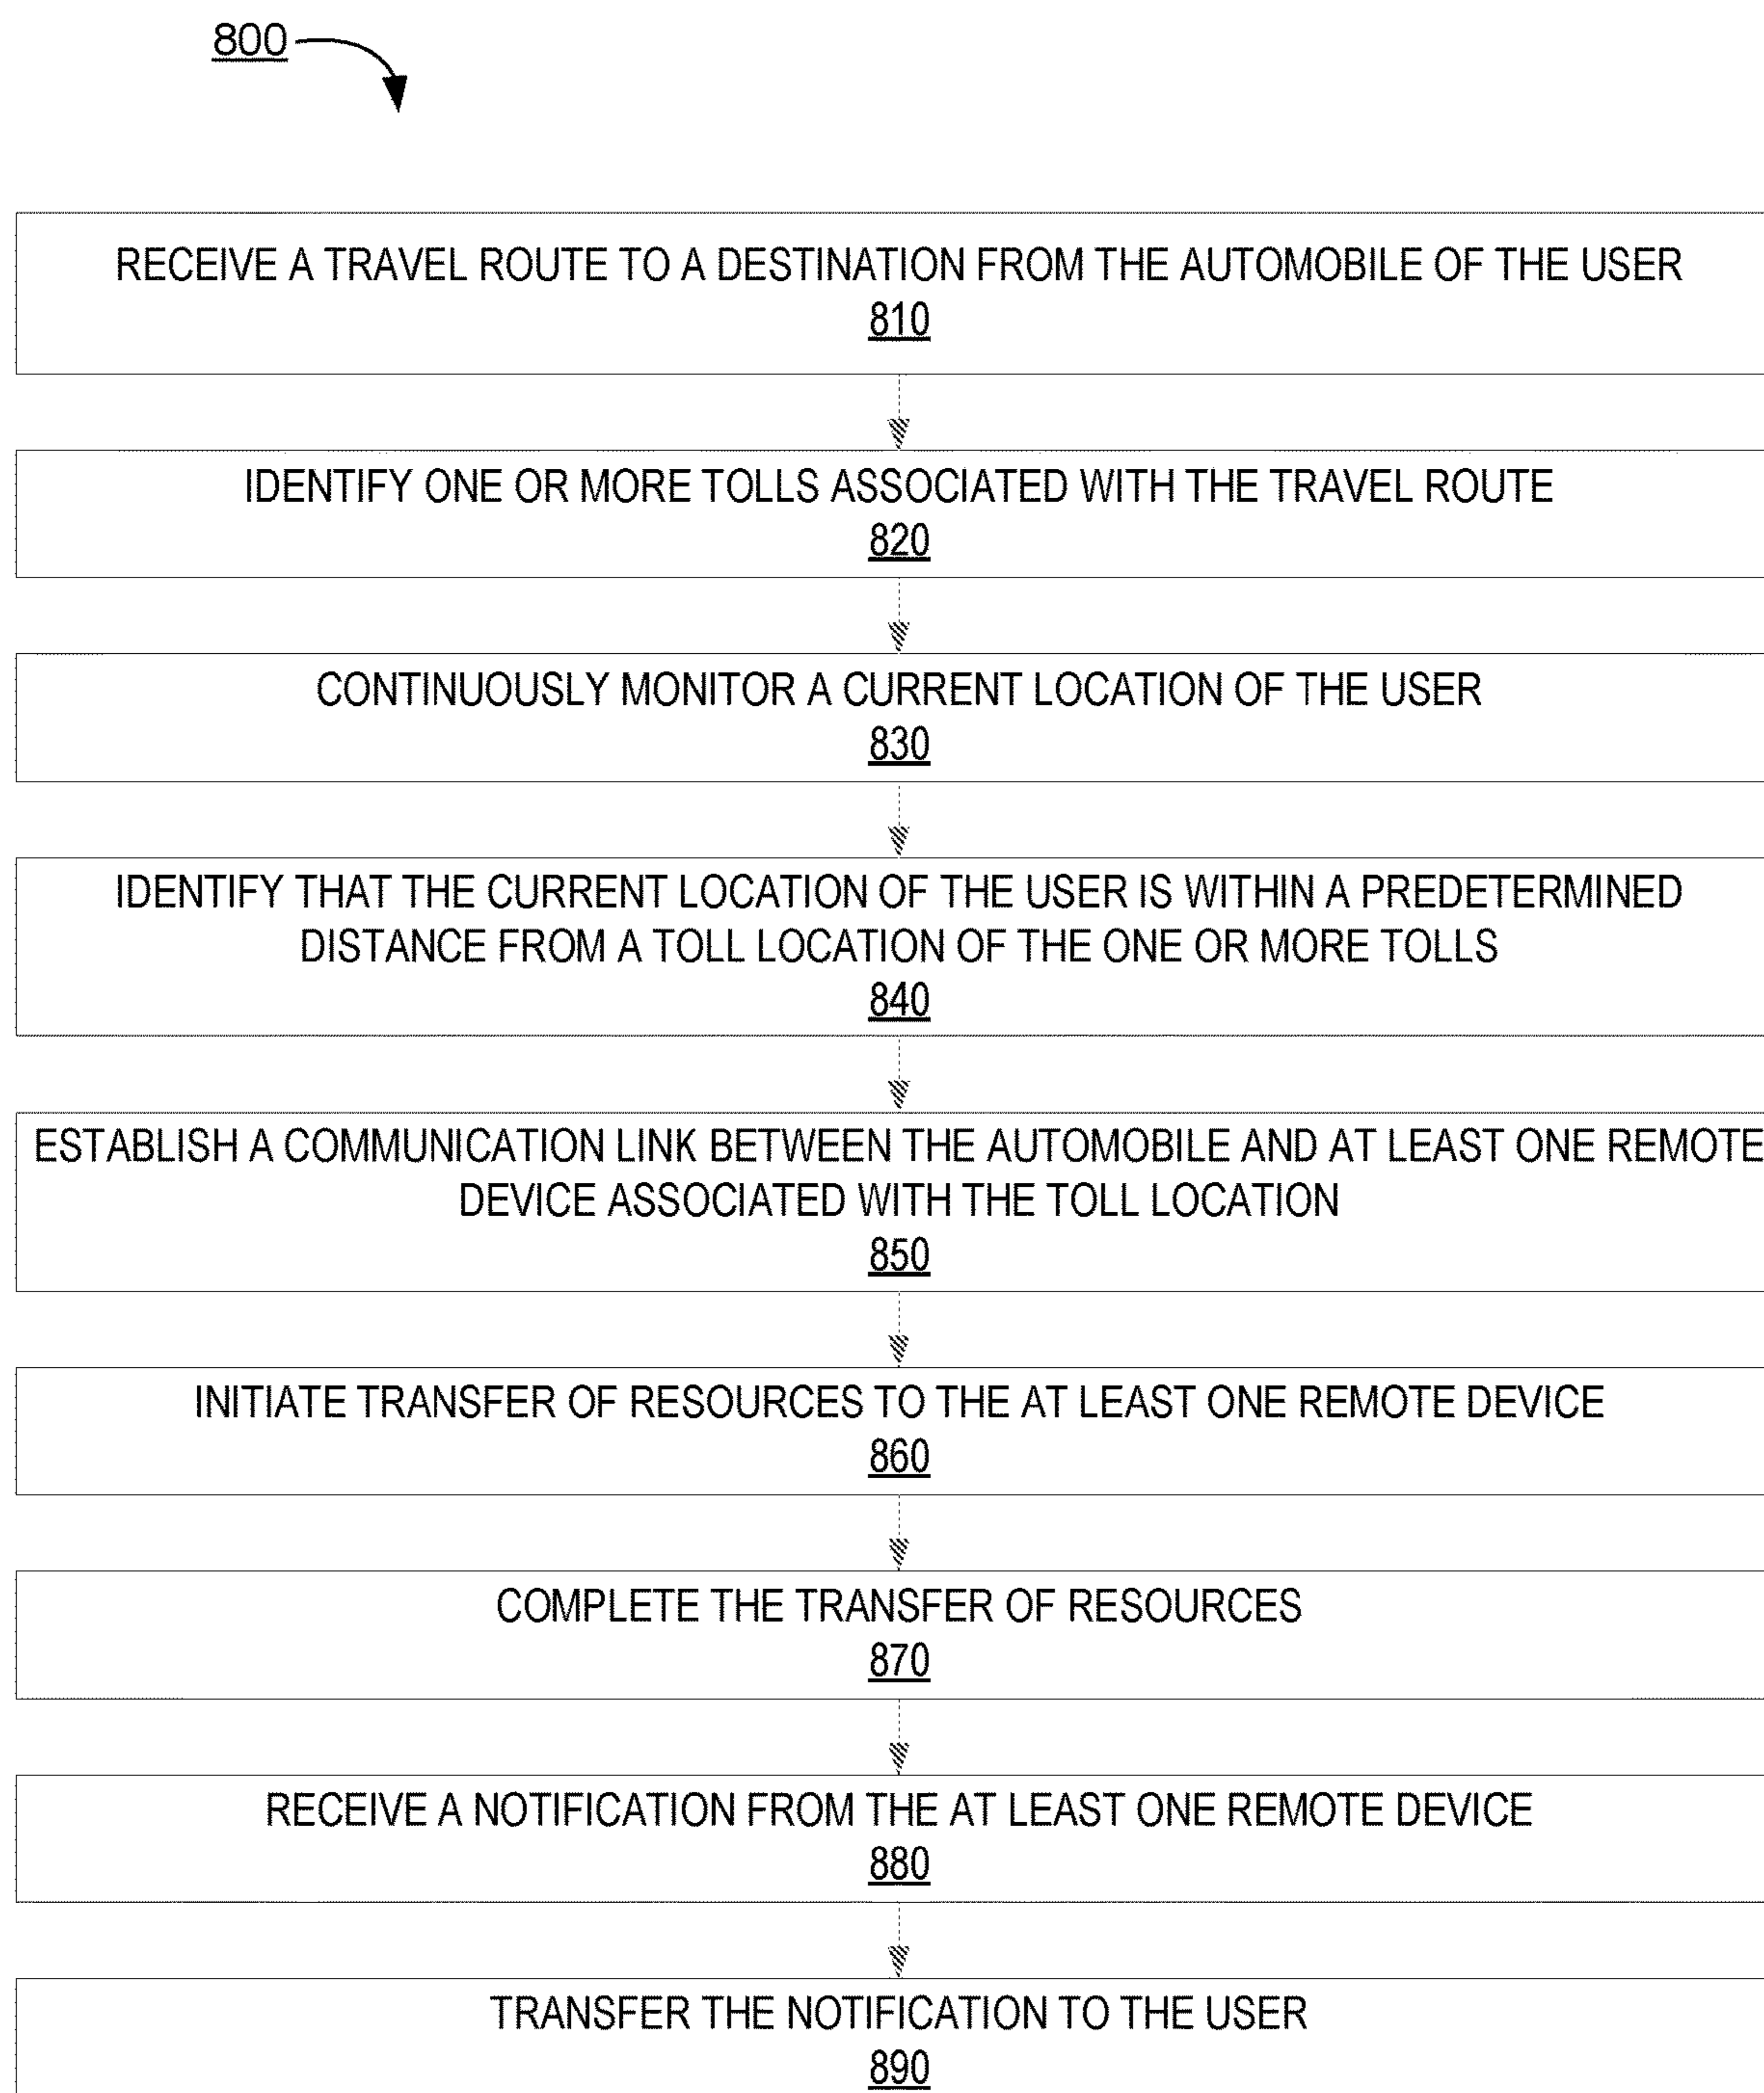 800
RECEIVE A TRAVEL ROUTE TO A DESTINATION FROM THE AUTOMOBILE OF THE USER
810
IDENTIFY ONE OR MORE TOLLS ASSOCIATED WITH THE TRAVEL ROUTE
820
CONTINUOUSLY MONITOR A CURRENT LOCATION OF THE USER
830
IDENTIFY THAT THE CURRENT LOCATION OF THE USER IS WITHIN A PREDETERMINED
DISTANCE FROM A TOLL LOCATION OF THE ONE OR MORE TOLLS
840
ESTABLISH A COMMUNICATION LINK BETWEEN THE AUTOMOBILE AND AT LEAST ONE REMOTE
DEVICE ASSOCIATED WITH THE TOLL LOCATION
850
INITIATE TRANSFER OF RESOURCES TO THE AT LEAST ONE REMOTE DEVICE
860
COMPLETE THE TRANSFER OF RESOURCES
870
RECEIVE A NOTIFICATION FROM THE AT LEAST ONE REMOTE DEVICE
880
TRANSFER THE NOTIFICATION TO THE USER
890